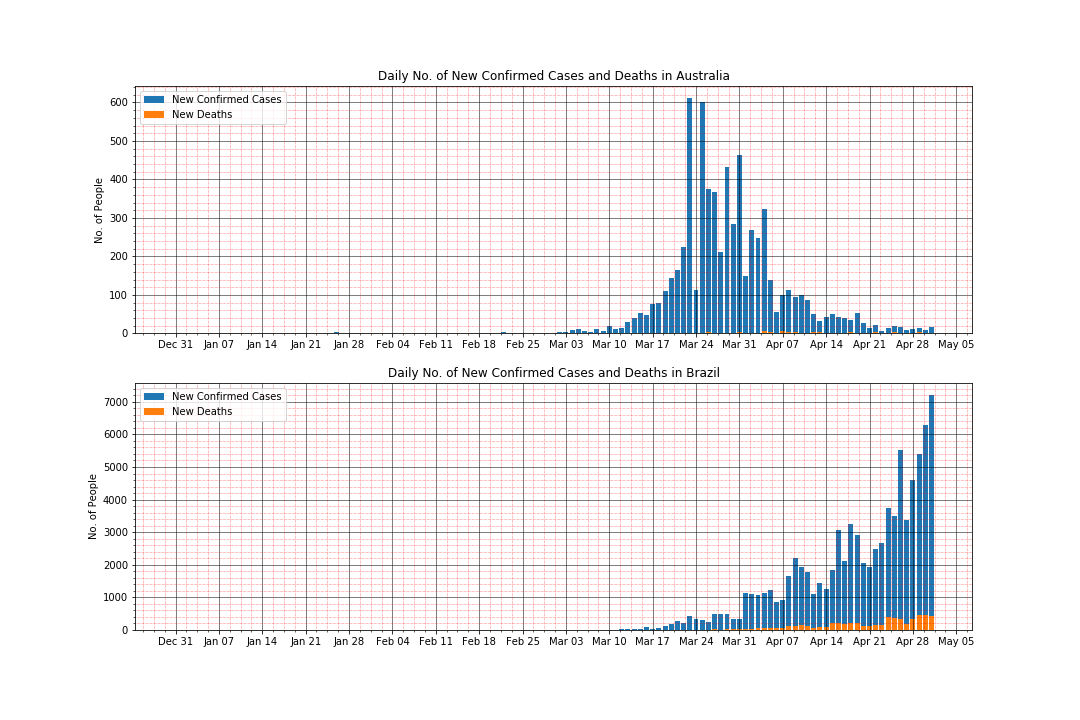 Daily No. of New Confirmed Cases and Deaths in Australia
New Confirmed Cases
New Deaths
600
500
400
300
200
100
0
No. of People
Dec 31 Jan 07 Jan 14 Jan 21 Jan 28 Feb 04 Feb 11 Feb 18 Feb 25 Mar 03 Mar 10 Mar 17 Mar 24 Mar 31 Apr 07 Apr 14 Apr 21 Apr 28 May 05
Daily No. of New Confirmed Cases and Deaths in Brazil
New Confirmed Cases
New Deaths
7000
6000
5000
4000
3000
2000
1000
0
No. of People
Dec 31 Jan 07 Jan 14 Jan 21 Jan 28 Feb 04 Feb 11 Feb 18 Feb 25 Mar 03 Mar 10 Mar 17 Mar 24 Mar 31 Apr 07 Apr 14 Apr 21 Apr 28 May 05